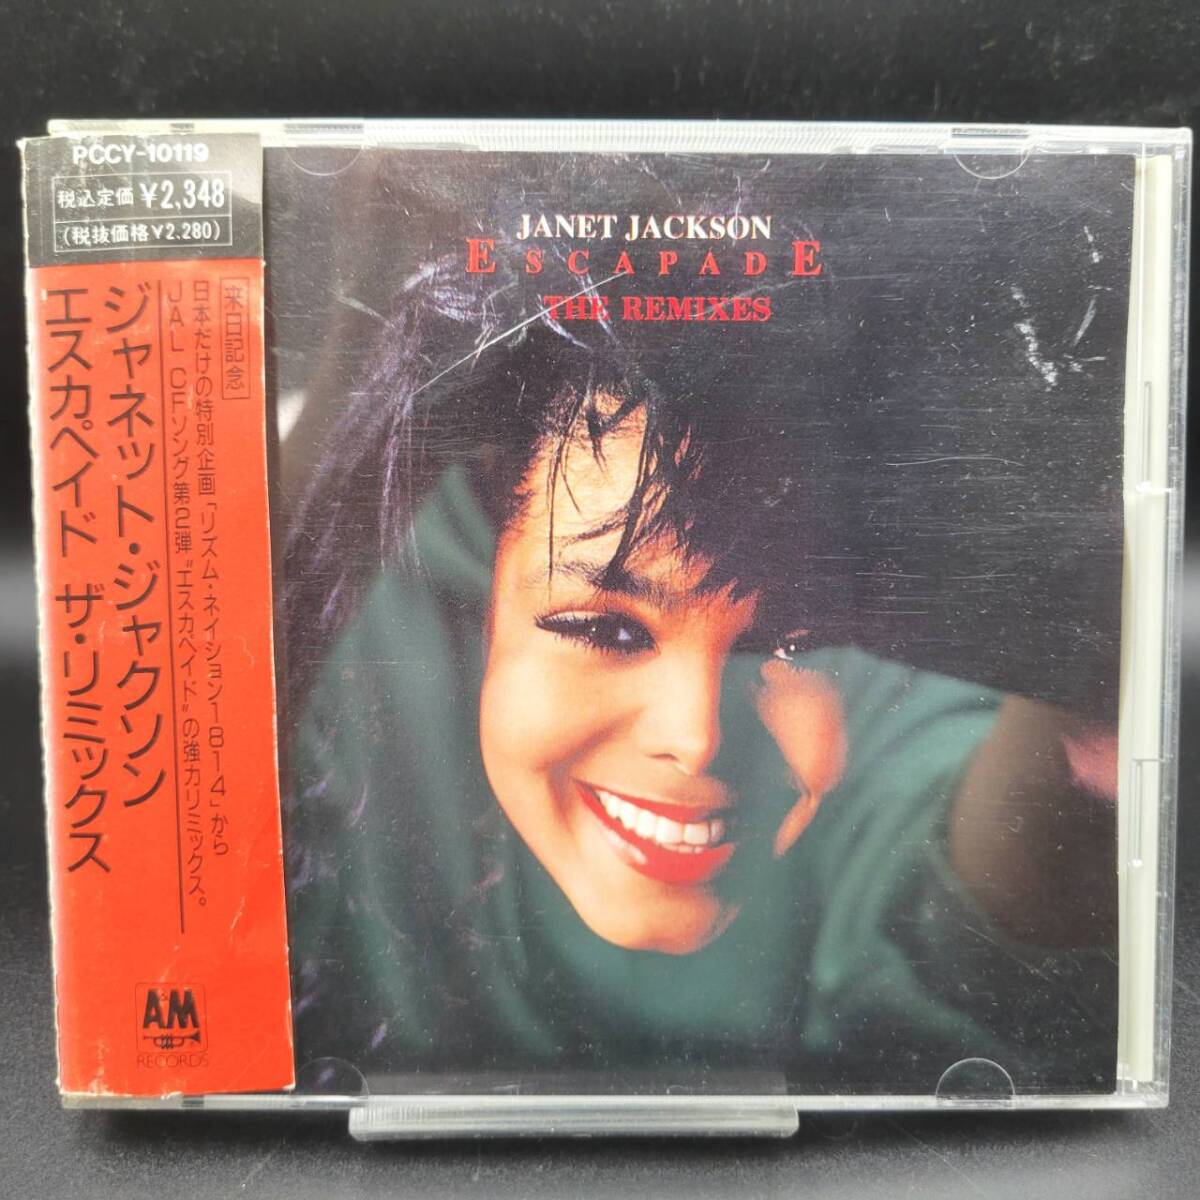 PCCY-10119
税込定価 ¥2,348
(税抜価格¥2,280)
来日記念
日本だけの特別企画「リズム・ネイション1814」から
JAL CFソング第2弾“エスカペイド”の強力リミックス。
ジャネット・ジャクソン
エスカペイド ザ・リミックス
A&M
RECORDS
JANET JACKSON
ESCAPADE
THE REMIXES